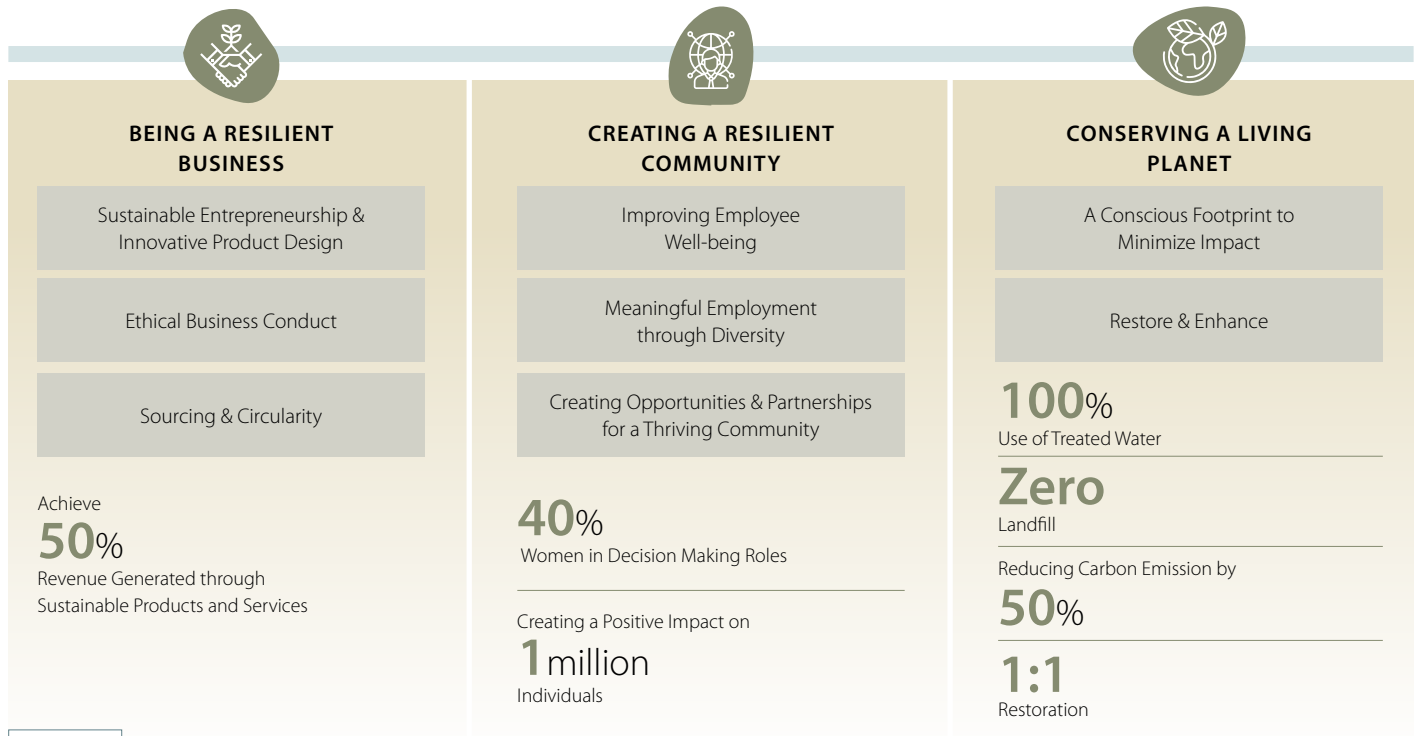 BEING A RESILIENT
BUSINESS
Sustainable Entrepreneurship &
Innovative Product Design
Ethical Business Conduct
Sourcing & Circularity
Achieve
50%
Revenue Generated through
Sustainable Products and Services
CREATING A RESILIENT
COMMUNITY
Improving Employee
Well-being
Meaningful Employment
through Diversity
Creating Opportunities & Partnerships
for a Thriving Community
40%
Women in Decision Making Roles
Creating a Positive Impact on
1 million
Individuals
CONSERVING A LIVING
PLANET
A Conscious Footprint to
Minimize Impact
Restore & Enhance
100%
Use of Treated Water
Zero
Landfill
Reducing Carbon Emission by
50%
1:1
Restoration